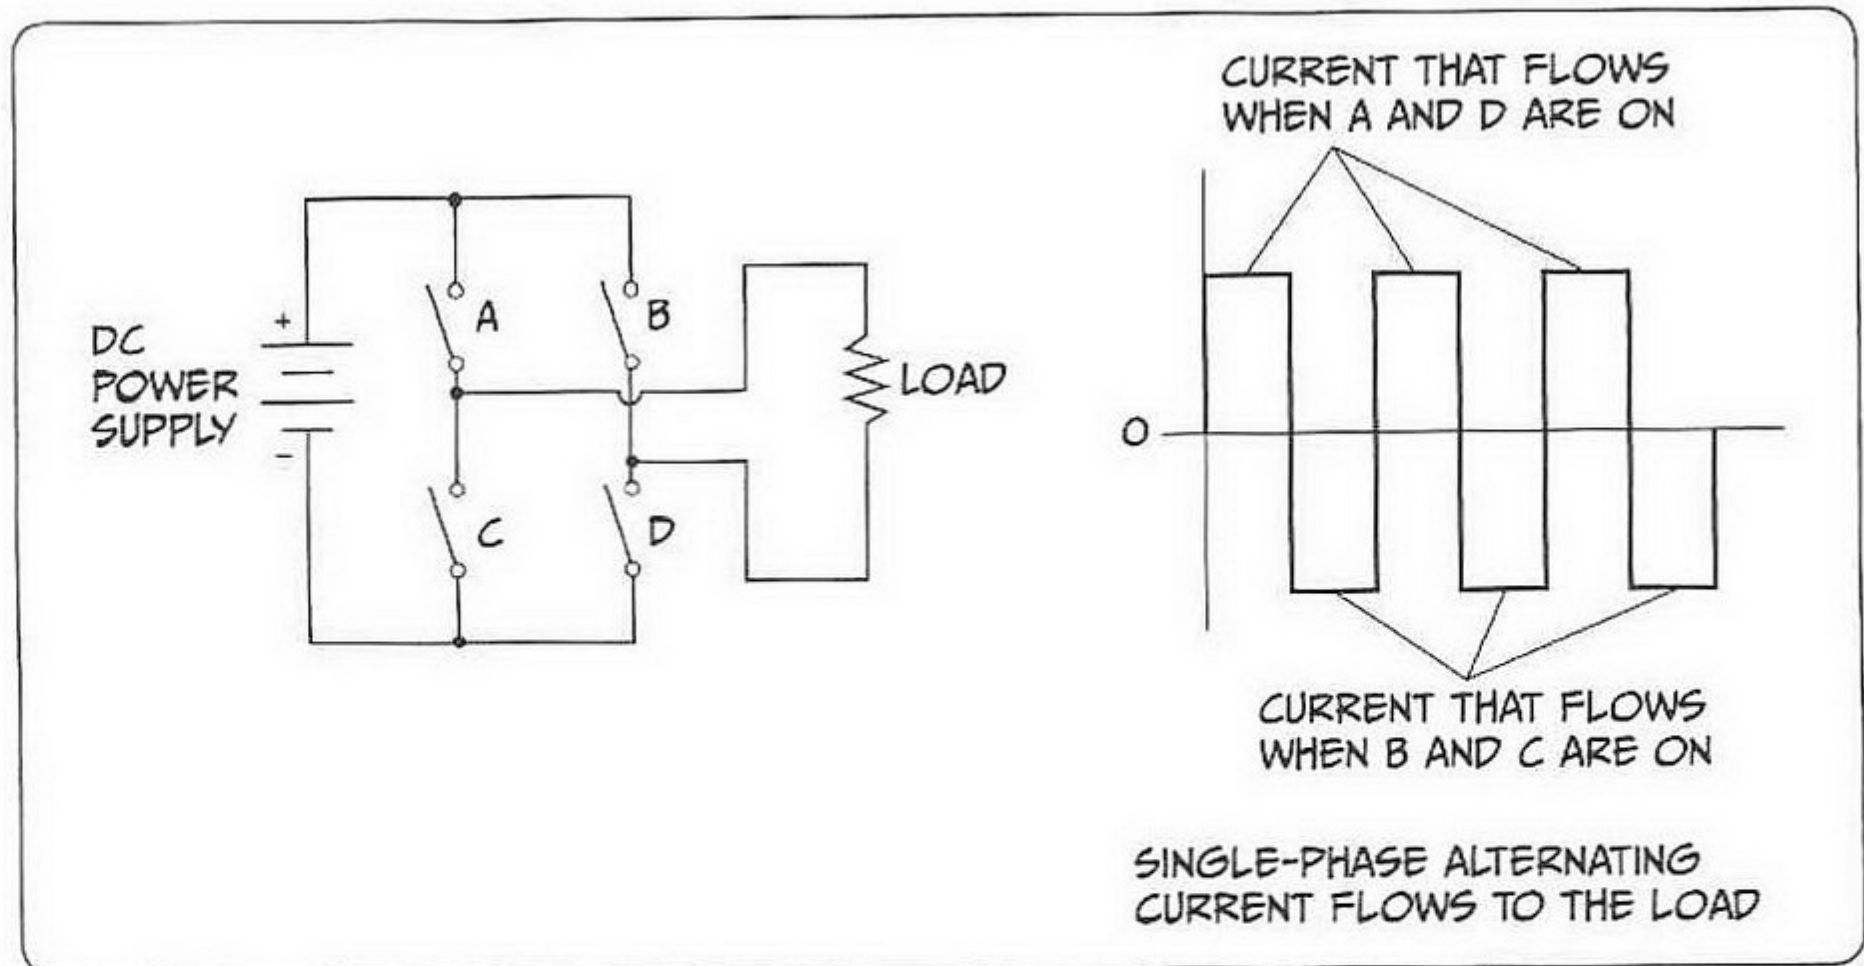 DC
POWER
SUPPLY
+
-
A
B
C
D
LOAD
CURRENT THAT FLOWS
WHEN A AND D ARE ON
0
CURRENT THAT FLOWS
WHEN B AND C ARE ON
SINGLE-PHASE ALTERNATING
CURRENT FLOWS TO THE LOAD